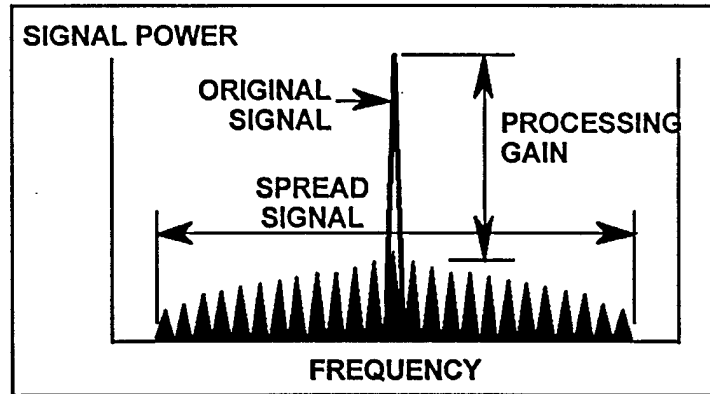 SIGNAL POWER
ORIGINAL
SIGNAL
PROCESSING
GAIN
SPREAD
SIGNAL
FREQUENCY